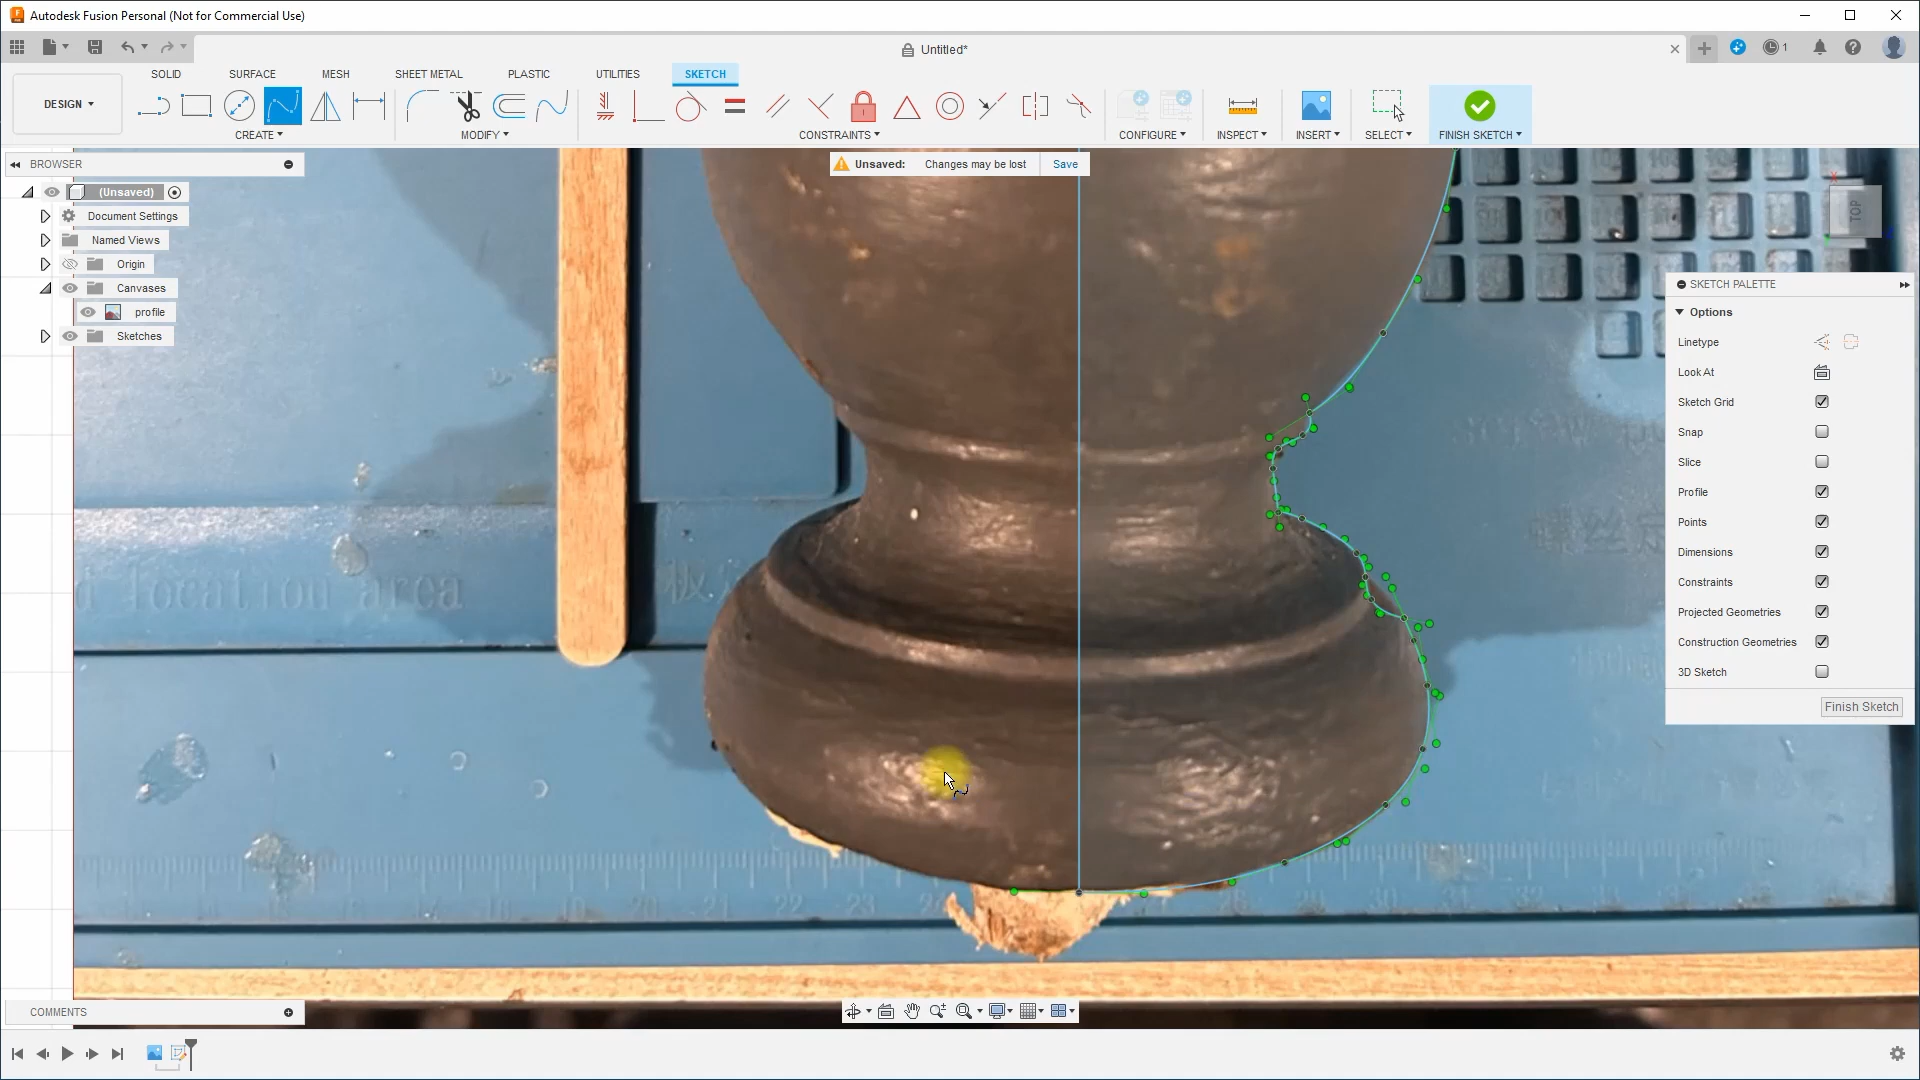 Autodesk Fusion Personal (Not for Commercial Use)
Untitled*
1
SOLID SURFACE MESH SHEET METAL PLASTIC UTILITIES SKETCH
DESIGN
CREATE MODIFY CONSTRAINTS CONFIGURE INSPECT INSERT SELECT FINISH SKETCH
BROWSER
Unsaved: Changes may be lost Save
(Unsaved)
Document Settings
Named Views
Origin
Canvases
profile
Sketches
TOP
SKETCH PALETTE
Options
Linetype
Look At
Sketch Grid
Snap
Slice
Profile
Points
Dimensions
Constraints
Projected Geometries
Construction Geometries
3D Sketch
Finish Sketch
d location area
COMMENTS